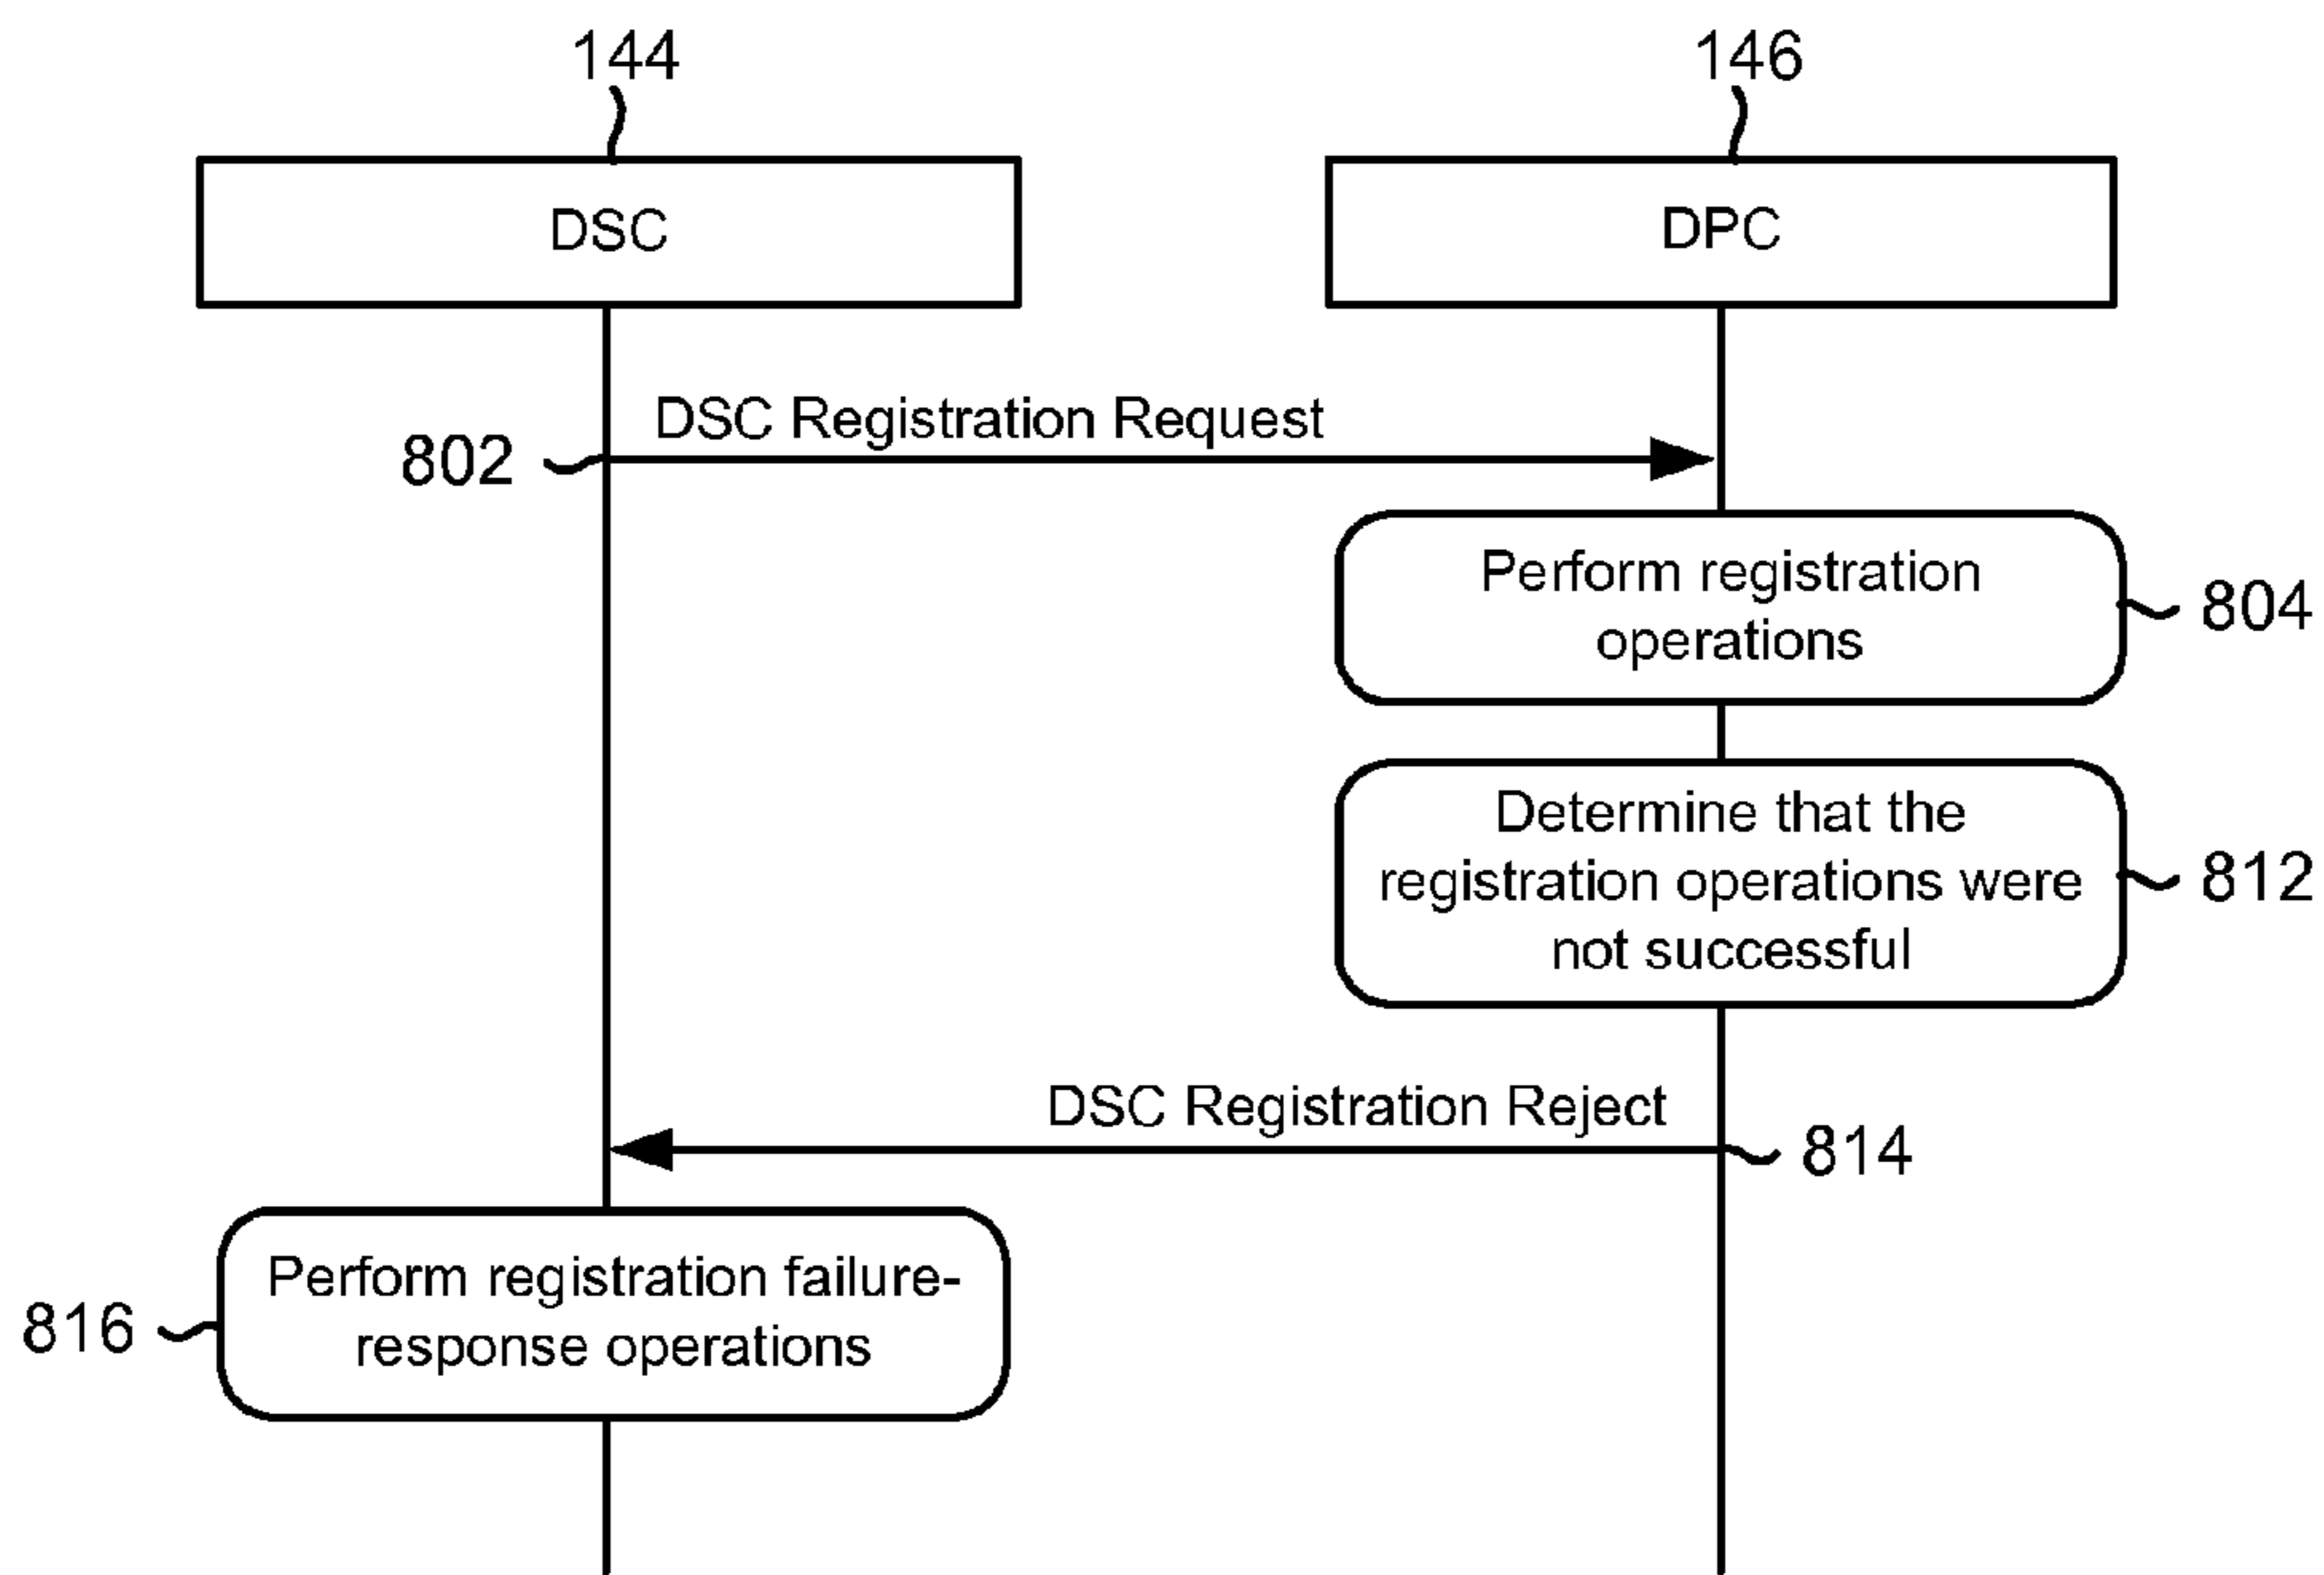 144
146
DSC
DPC
DSC Registration Request
802
Perform registration
operations
804
Determine that the
registration operations were
not successful
812
DSC Registration Reject
814
Perform registration failure-
response operations
816